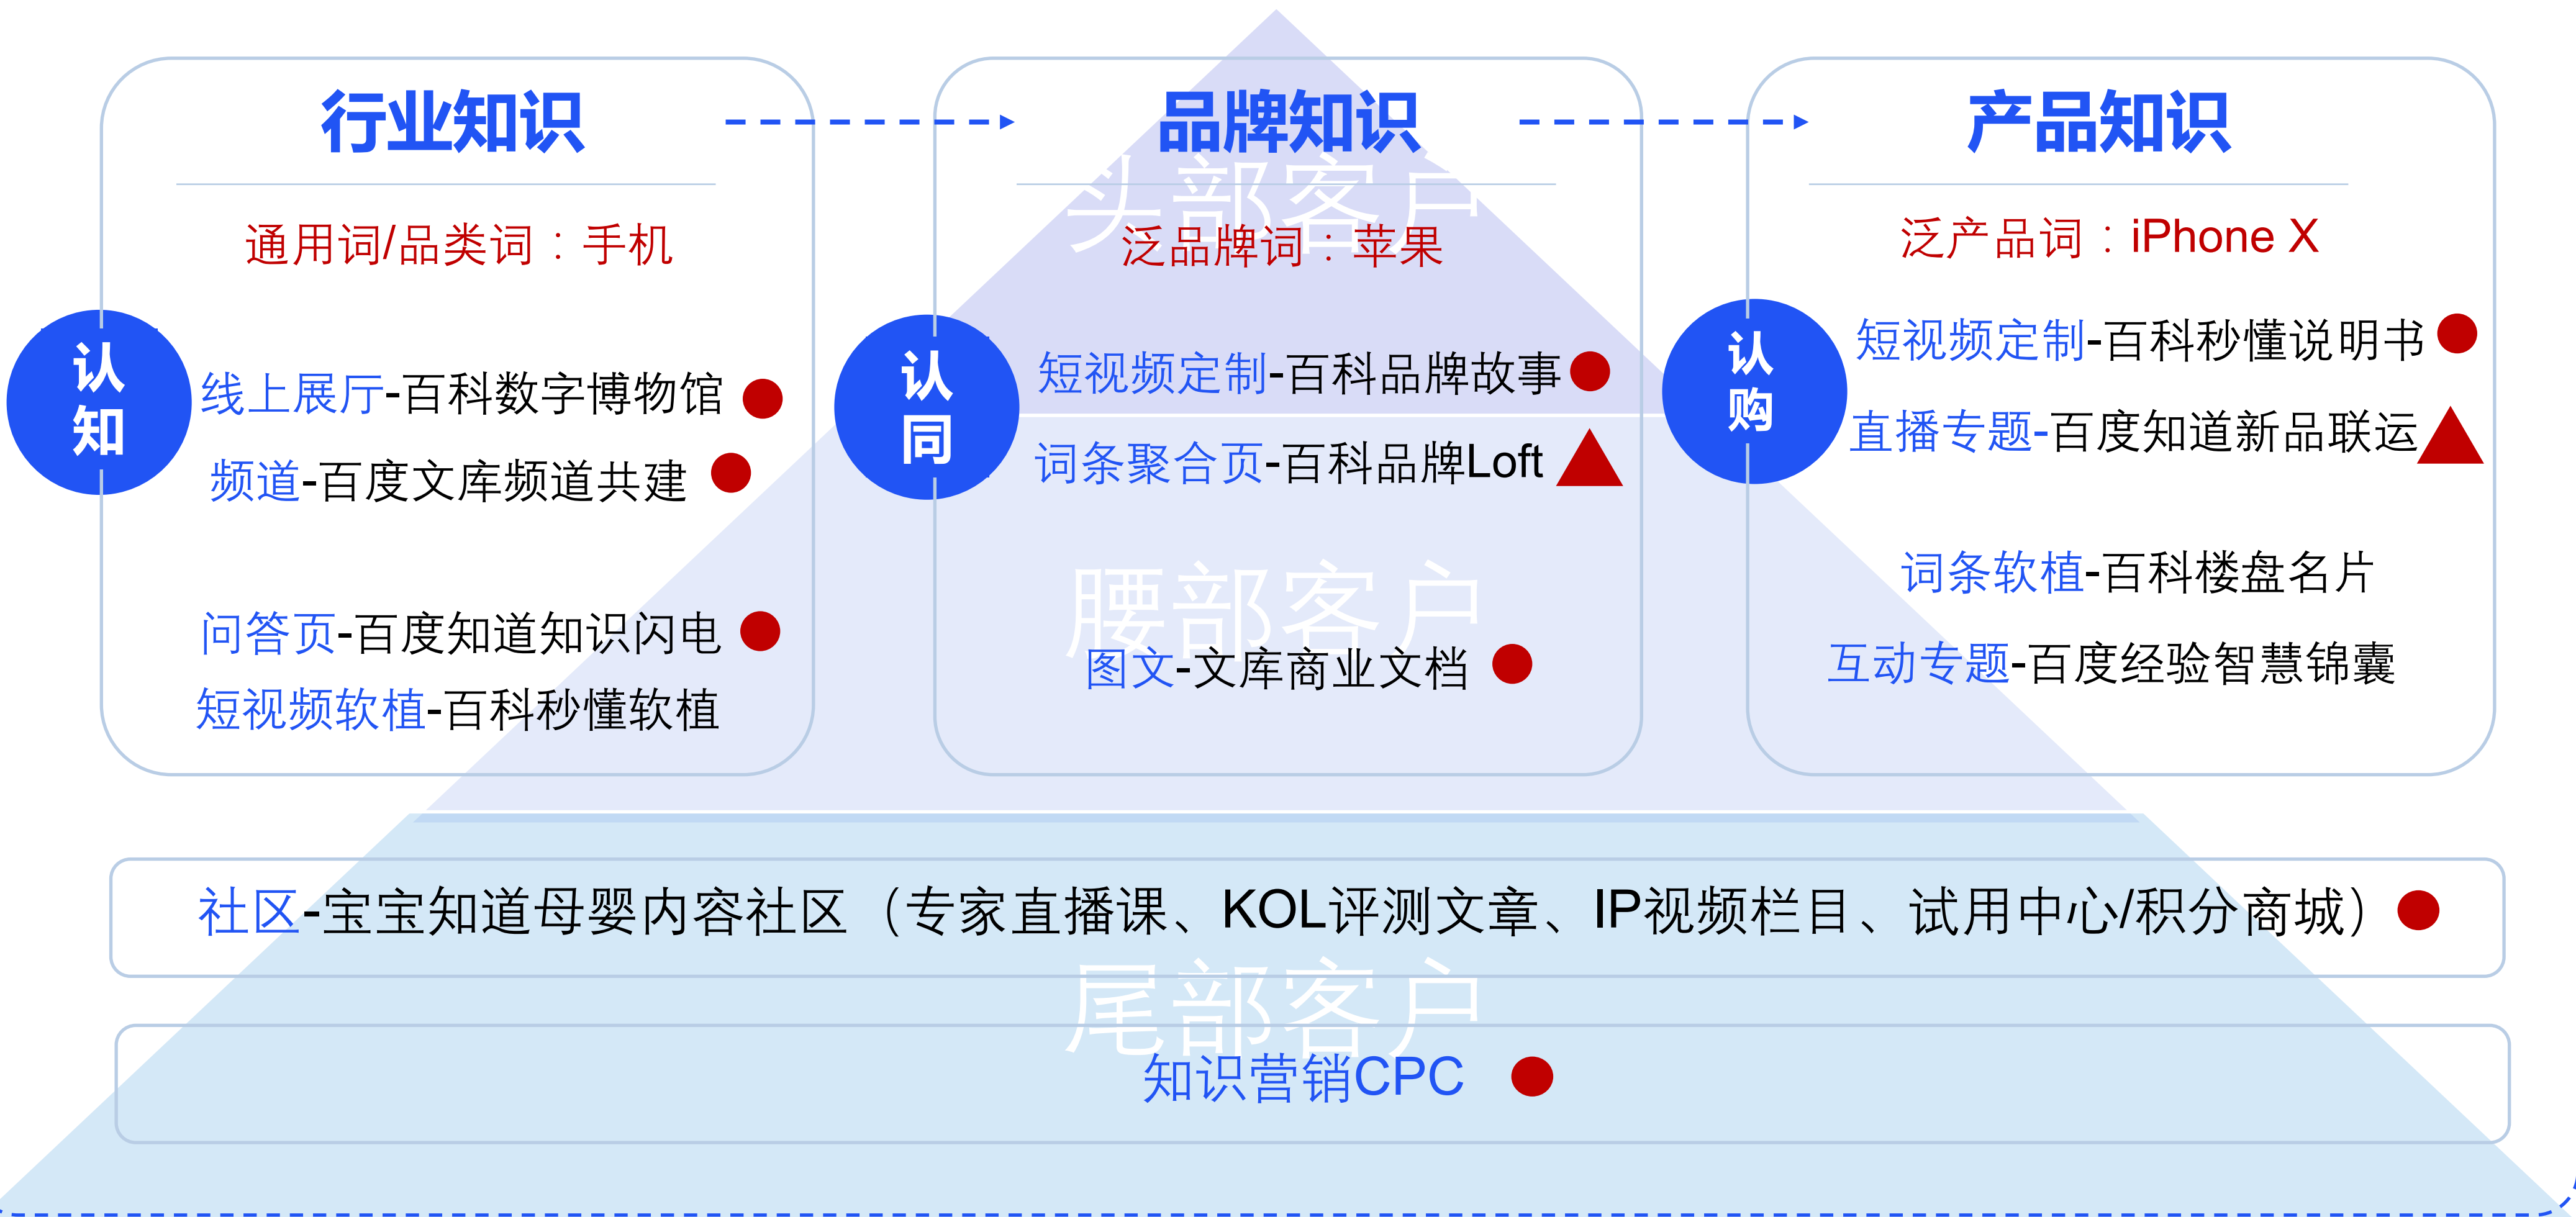 行业知识
通用词/品类词：手机
认
知
线上展厅-百科数字博物馆
频道-百度文库频道共建
问答页-百度知道知识闪电
短视频软植-百科秒懂软植
品牌知识
头部客户
泛品牌词：苹果
认
同
短视频定制-百科品牌故事
词条聚合页-百科品牌Loft
腰部客户
图文-文库商业文档
产品知识
泛产品词：iPhone X
认
购
短视频定制-百科秒懂说明书
直播专题-百度知道新品联运
词条软植-百科楼盘名片
互动专题-百度经验智慧锦囊
社区-宝宝知道母婴内容社区（专家直播课、KOL评测文章、IP视频栏目、试用中心/积分商城）
尾部客户
知识营销CPC